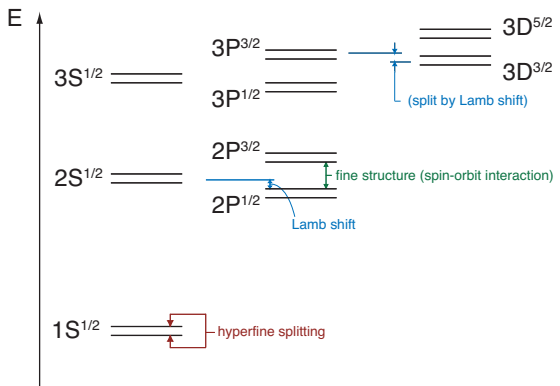 E
3D5/2
3P3/2
3S1/2
3D3/2
3P1/2
(split by Lamb shift)
2P3/2
fine structure (spin-orbit interaction)
2S1/2
2P1/2
Lamb shift
1S1/2
hyperfine splitting